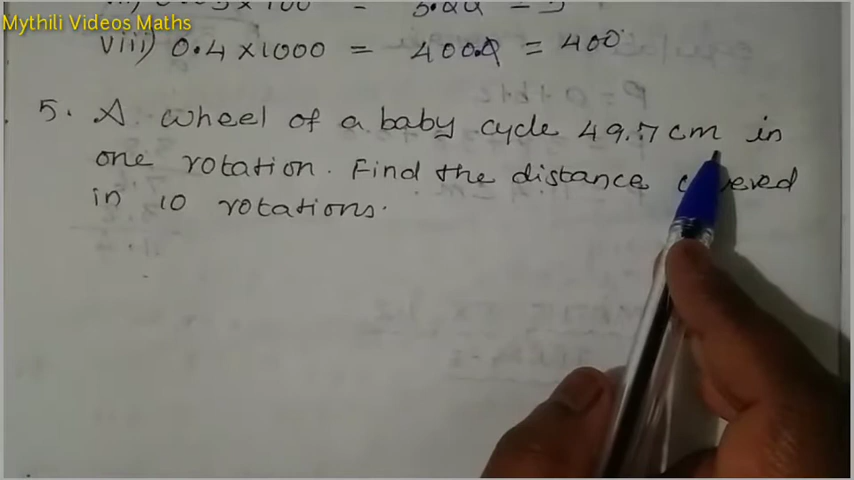 Mythili Videos Maths
viii) 0.4 × 1000 = 400.0 = 400
5. A wheel of a baby cycle 49.7 cm in
one rotation. Find the distance
in 10 rotations.